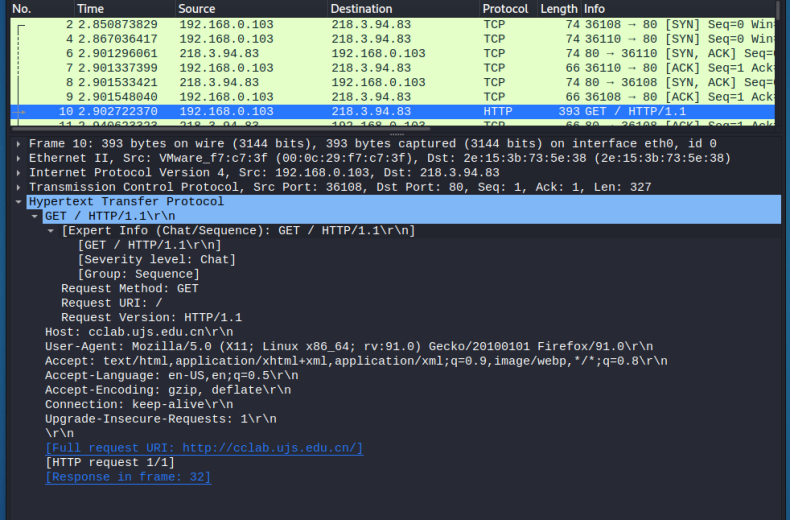 No. Time Source Destination Protocol Length Info
2 2.850873829 192.168.0.103 218.3.94.83 TCP 74 36108 → 80 [SYN] Seq=0 Win=
4 2.867036417 192.168.0.103 218.3.94.83 TCP 74 36110 → 80 [SYN] Seq=0 Win=
6 2.901296061 218.3.94.83 192.168.0.103 TCP 74 80 → 36110 [SYN, ACK] Seq=
7 2.901337399 192.168.0.103 218.3.94.83 TCP 66 36110 → 80 [ACK] Seq=1 Ack=
8 2.901533421 218.3.94.83 192.168.0.103 TCP 74 80 → 36108 [SYN, ACK] Seq=
9 2.901548040 192.168.0.103 218.3.94.83 TCP 66 36108 → 80 [ACK] Seq=1 Ack=
10 2.902722370 192.168.0.103 218.3.94.83 HTTP 393 GET / HTTP/1.1
11 2.940623323 218.3.94.83 192.168.0.103 TCP 66 80 → 36108 [ACK] Seq=1 Ack=
Frame 10: 393 bytes on wire (3144 bits), 393 bytes captured (3144 bits) on interface eth0, id 0
Ethernet II, Src: VMware_f7:c7:3f (00:0c:29:f7:c7:3f), Dst: 2e:15:3b:73:5e:38 (2e:15:3b:73:5e:38)
Internet Protocol Version 4, Src: 192.168.0.103, Dst: 218.3.94.83
Transmission Control Protocol, Src Port: 36108, Dst Port: 80, Seq: 1, Ack: 1, Len: 327
Hypertext Transfer Protocol
GET / HTTP/1.1\r\n
[Expert Info (Chat/Sequence): GET / HTTP/1.1\r\n]
[GET / HTTP/1.1\r\n]
[Severity level: Chat]
[Group: Sequence]
Request Method: GET
Request URI: /
Request Version: HTTP/1.1
Host: cclab.ujs.edu.cn\r\n
User-Agent: Mozilla/5.0 (X11; Linux x86_64; rv:91.0) Gecko/20100101 Firefox/91.0\r\n
Accept: text/html,application/xhtml+xml,application/xml;q=0.9,image/webp,*/*;q=0.8\r\n
Accept-Language: en-US,en;q=0.5\r\n
Accept-Encoding: gzip, deflate\r\n
Connection: keep-alive\r\n
Upgrade-Insecure-Requests: 1\r\n
\r\n
[Full request URI: http://cclab.ujs.edu.cn/]
[HTTP request 1/1]
[Response in frame: 32]